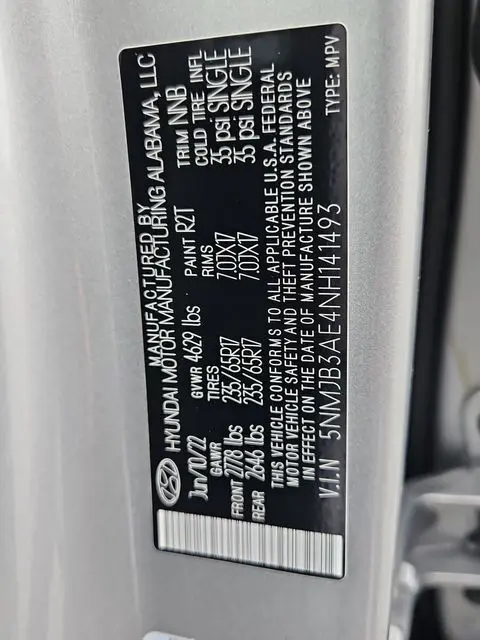 MANUFACTURED BY
HYUNDAI MOTOR MANUFACTURING ALABAMA, LLC
Jun/10/22 GVWR 4629 lbs PAINT R2T TRIM NNB
GAWR TIRES RIMS COLD TIRE INFL
FRONT 2778 lbs 235/65R17 7.0JX17 35 psi SINGLE
REAR 2646 lbs 235/65R17 7.0JX17 35 psi SINGLE
THIS VEHICLE CONFORMS TO ALL APPLICABLE U.S.A. FEDERAL
MOTOR VEHICLE SAFETY AND THEFT PREVENTION STANDARDS
IN EFFECT ON THE DATE OF MANUFACTURE SHOWN ABOVE
V.I.N 5NMJB3AE4NH141493 TYPE: MPV